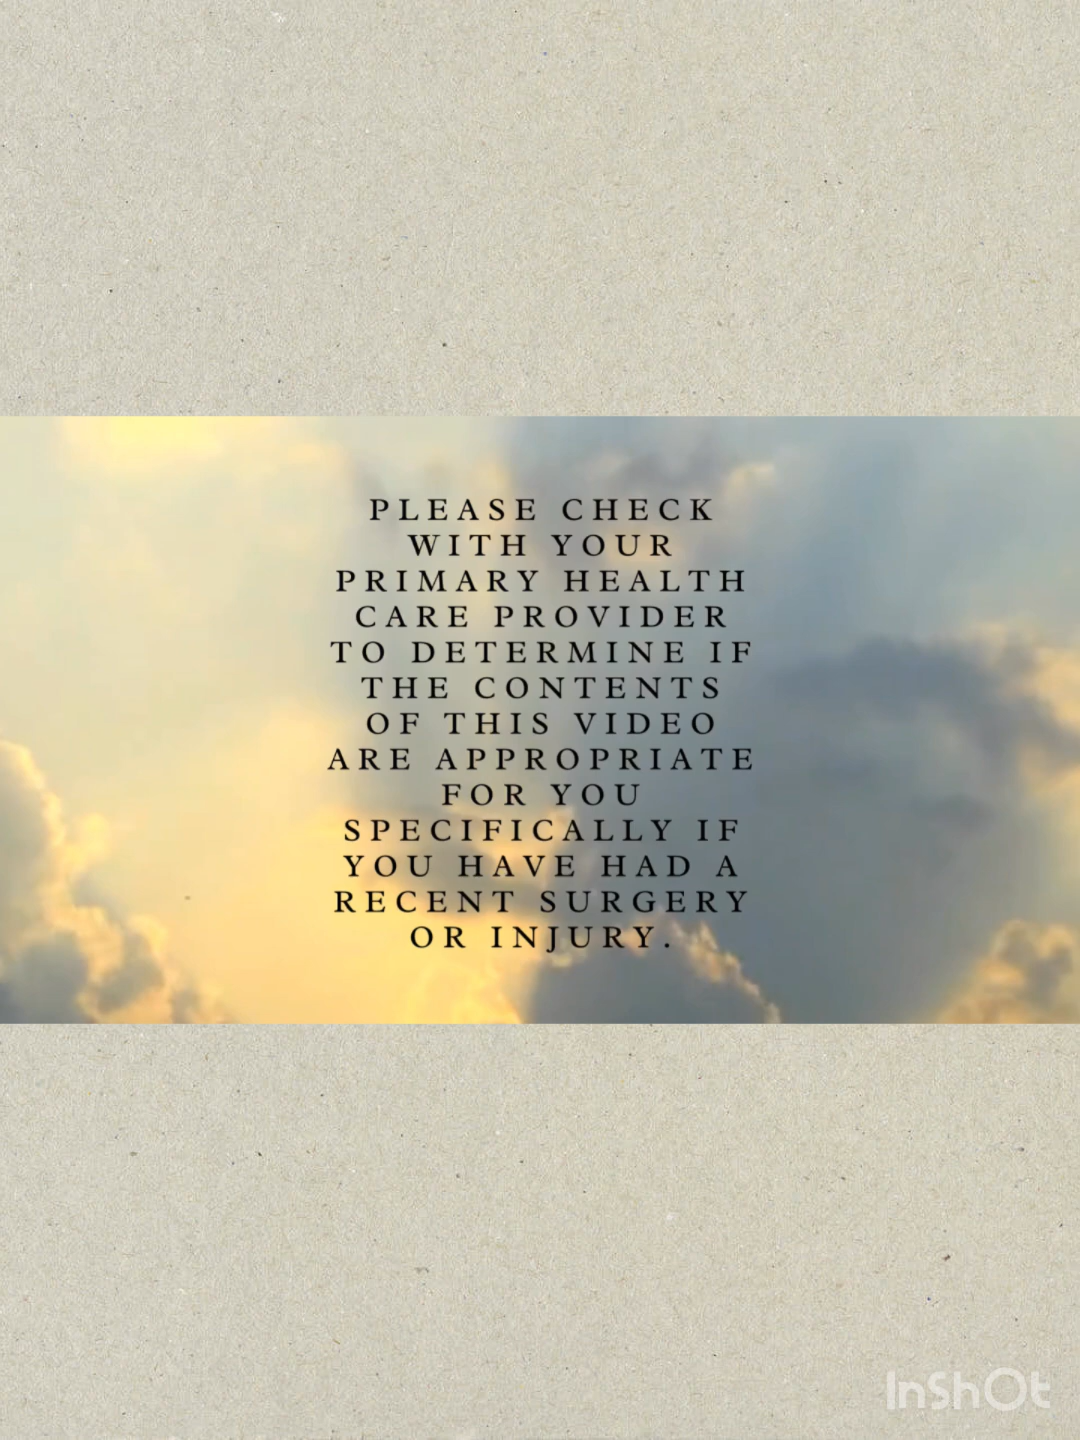 PLEASE CHECK
WITH YOUR
PRIMARY HEALTH
CARE PROVIDER
TO DETERMINE IF
THE CONTENTS
OF THIS VIDEO
ARE APPROPRIATE
FOR YOU
SPECIFICALLY IF
YOU HAVE HAD A
RECENT SURGERY
OR INJURY.
InShOt